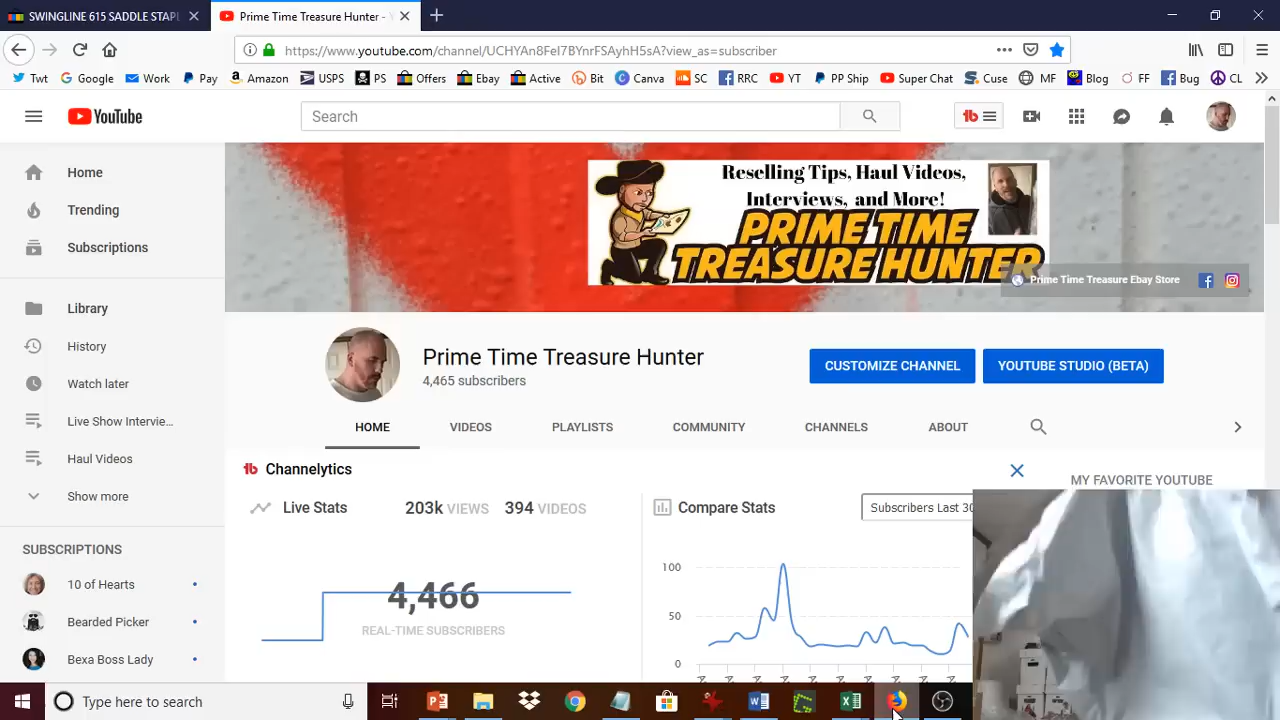 SWINGLINE 615 SADDLE STAPL
Prime Time Treasure Hunter -
https://www.youtube.com/channel/UCHYAn8FeI7BYnrFSAyhH5sA?view_as=subscriber
Twt Google Work Pay Amazon USPS PS Offers Ebay Active Bit Canva SC RRC YT PP Ship Super Chat Cuse MF Blog FF Bug CL
YouTube
Search
tb
Home
Trending
Subscriptions
Library
History
Watch later
Live Show Intervie...
Haul Videos
Show more
SUBSCRIPTIONS
10 of Hearts
Bearded Picker
Bexa Boss Lady
Reselling Tips, Haul Videos,
Interviews, and More!
PRIME TIME
TREASURE HUNTER
Prime Time Treasure Ebay Store
Prime Time Treasure Hunter
4,465 subscribers
CUSTOMIZE CHANNEL
YOUTUBE STUDIO (BETA)
HOME VIDEOS PLAYLISTS COMMUNITY CHANNELS ABOUT
tb Channelytics
MY FAVORITE YOUTUBE
Live Stats 203k VIEWS 394 VIDEOS
4,466
REAL-TIME SUBSCRIBERS
Compare Stats
Subscribers Last 30
100
50
0
Type here to search